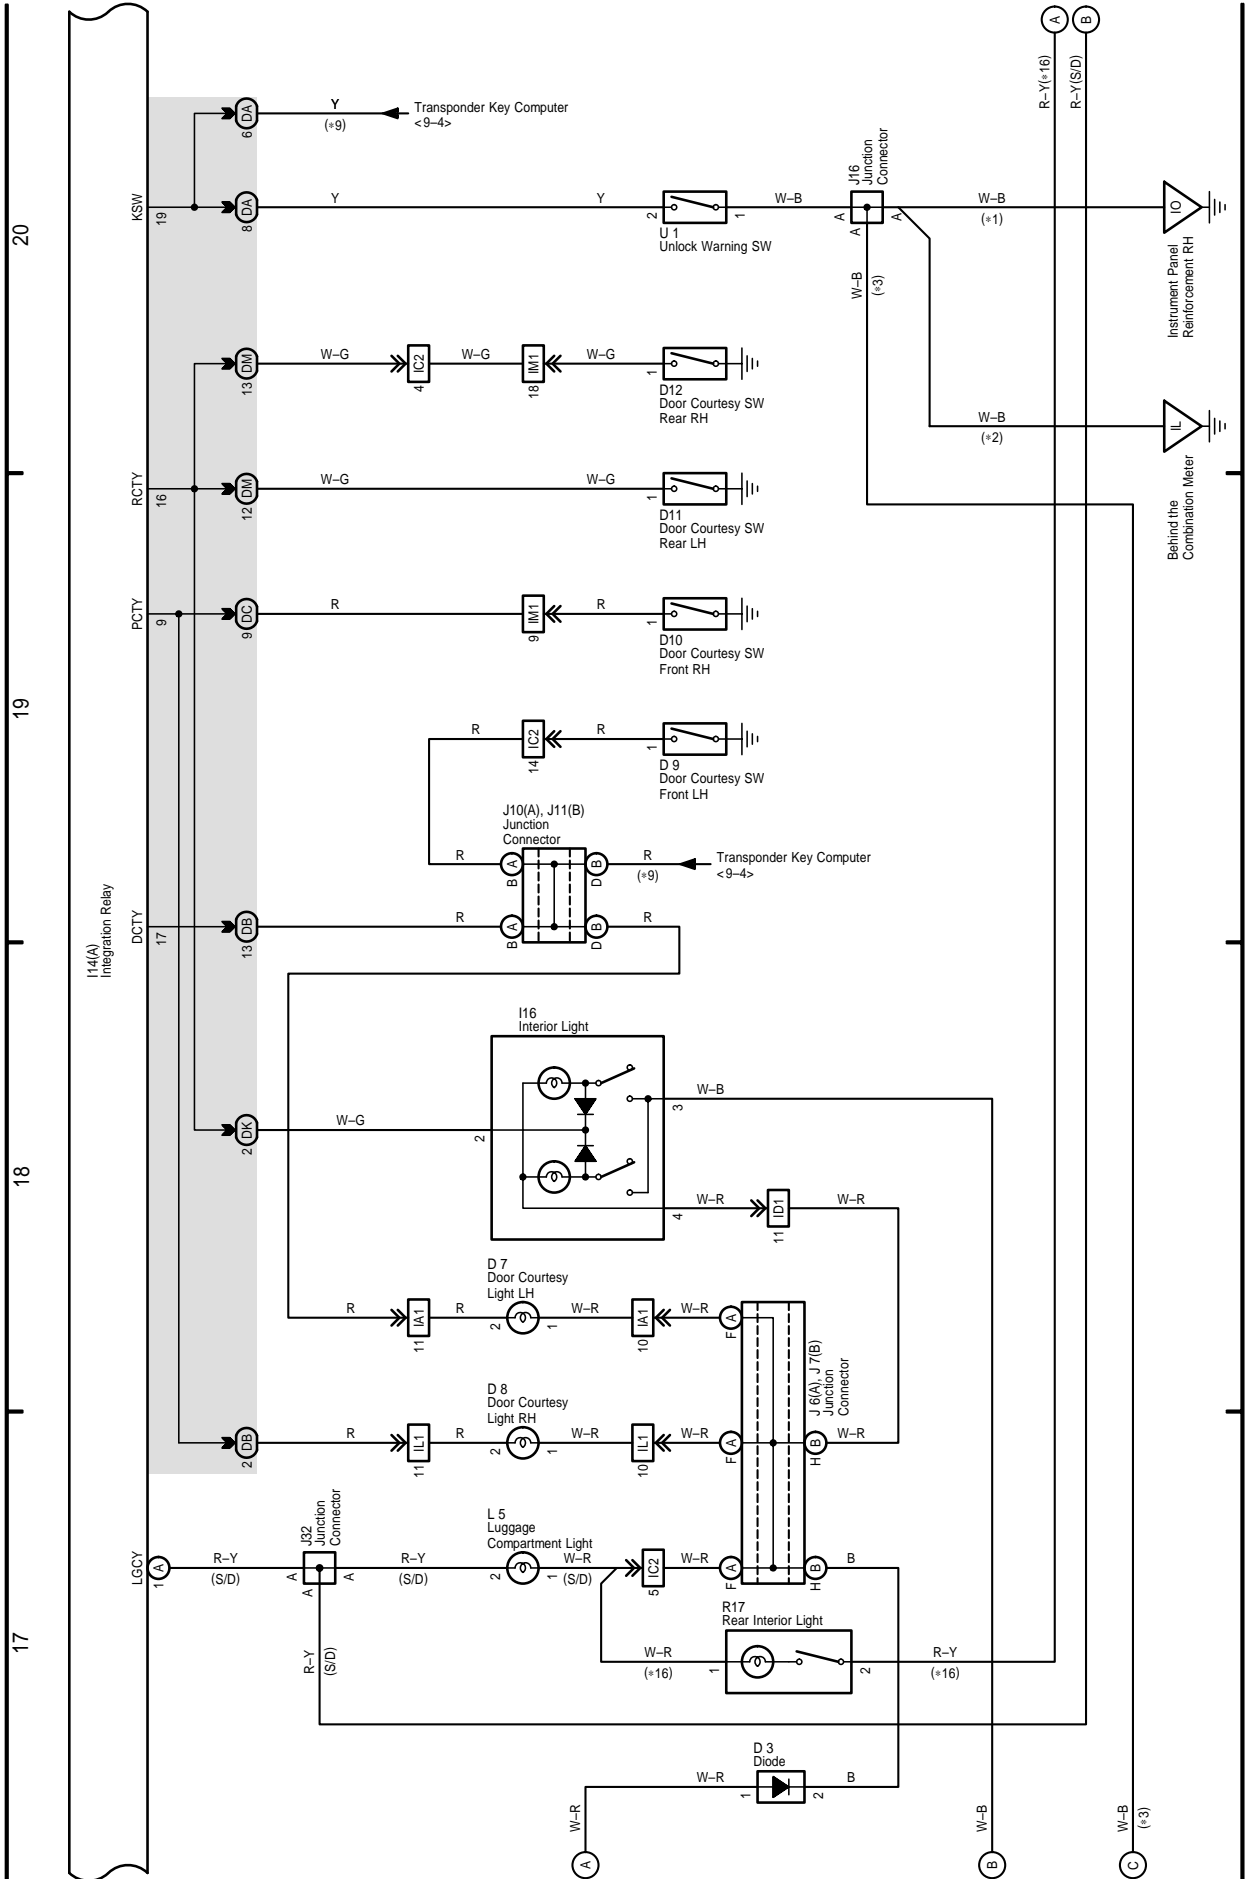 A
B
R–Y(∗16)
R–Y(S/D)
20
KSW
19
6
DA
Y
(∗9)
Transponder Key Computer
<9–4>
8
DA
Y
Y
2
1
U 1
Unlock Warning SW
W–B
J16
Junction
Connector
A
A
A
W–B
(∗1)
IO
Instrument Panel
Reinforcement RH
W–B
(∗3)
13
DM
W–G
IC2
4
W–G
IM1
18
W–G
1
D12
Door Courtesy SW
Rear RH
W–B
(∗2)
IL
Behind the
Combination Meter
RCTY
16
12
DM
W–G
W–G
1
D11
Door Courtesy SW
Rear LH
PCTY
9
9
DC
R
IM1
9
R
1
D10
Door Courtesy SW
Front RH
19
R
IC2
14
R
1
D 9
Door Courtesy SW
Front LH
J10(A), J11(B)
Junction
Connector
R
A
B
B
D
R
(∗9)
Transponder Key Computer
<9–4>
I14(A)
Integration Relay
DCTY
17
13
DB
R
A
B
B
D
R
I16
Interior Light
W–B
3
2
DK
W–G
2
18
4
W–R
ID1
11
W–R
D 7
Door Courtesy
Light LH
R
IA1
11
R
2
1
W–R
IA1
10
W–R
A
F
J 6(A), J 7(B)
Junction
Connector
D 8
Door Courtesy
Light RH
2
DB
R
IL1
11
R
2
1
W–R
IL1
10
W–R
A
F
B
H
W–R
L 5
Luggage
Compartment Light
LGCY
A
1
R–Y
(S/D)
J32
Junction
Connector
A
A
A
R–Y
(S/D)
2
1
W–R
(S/D)
IC2
5
W–R
A
F
B
H
B
17
R–Y
(S/D)
R17
Rear Interior Light
W–R
(∗16)
1
2
R–Y
(∗16)
D 3
Diode
W–R
1
2
B
W–R
A
W–B
B
W–B
(∗3)
C